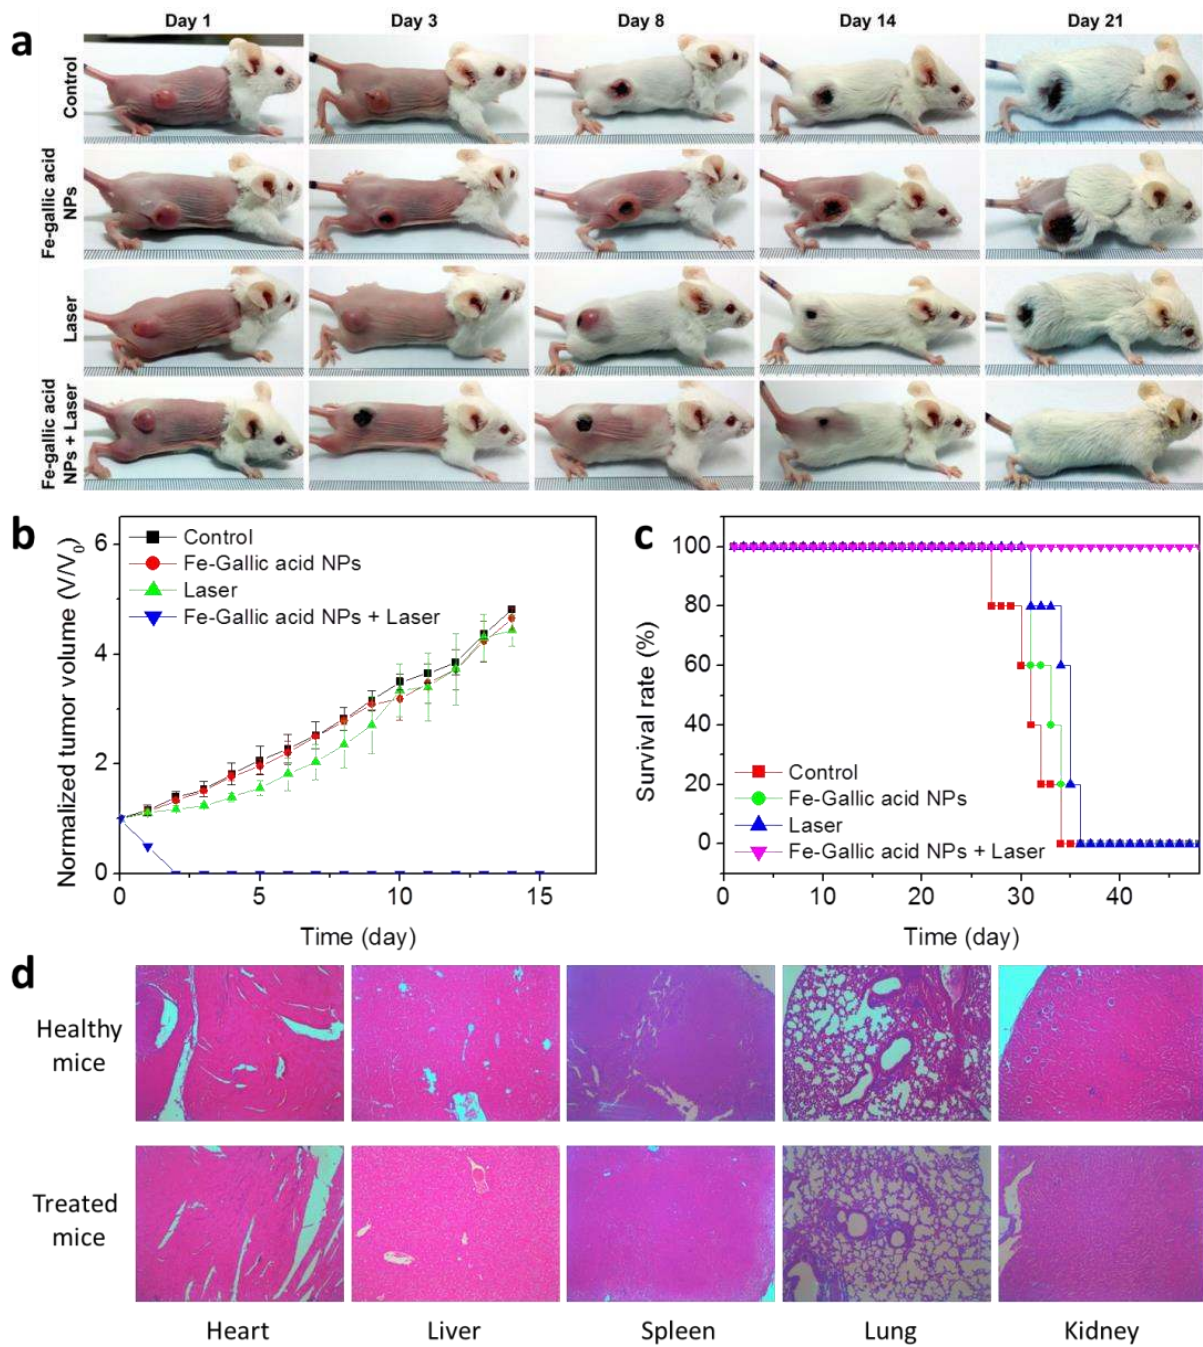 a
Day 1
Day 3
Day 8
Day 14
Day 21
Control
Fe-gallic acid
NPs
Laser
Fe-gallic acid
NPs + Laser
b
Normalized tumor volume (V/V₀)
6
4
2
0
Control
Fe-Gallic acid NPs
Laser
Fe-Gallic acid NPs + Laser
0
5
10
15
Time (day)
c
Survival rate (%)
100
80
60
40
20
0
Control
Fe-Gallic acid NPs
Laser
Fe-Gallic acid NPs + Laser
0
10
20
30
40
Time (day)
d
Healthy
mice
Treated
mice
Heart
Liver
Spleen
Lung
Kidney